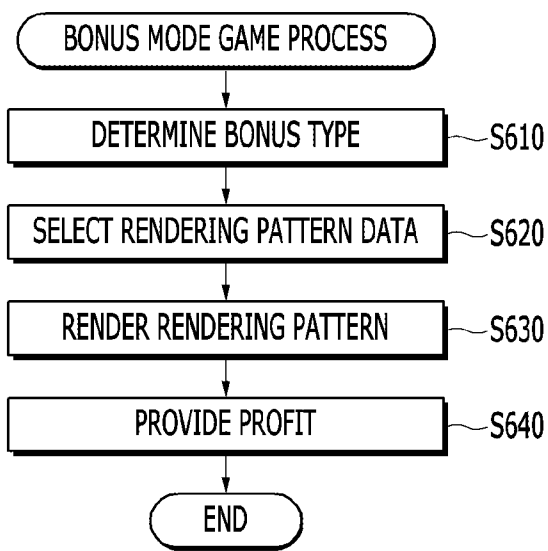 BONUS MODE GAME PROCESS
DETERMINE BONUS TYPE
S610
SELECT RENDERING PATTERN DATA
S620
RENDER RENDERING PATTERN
S630
PROVIDE PROFIT
S640
END